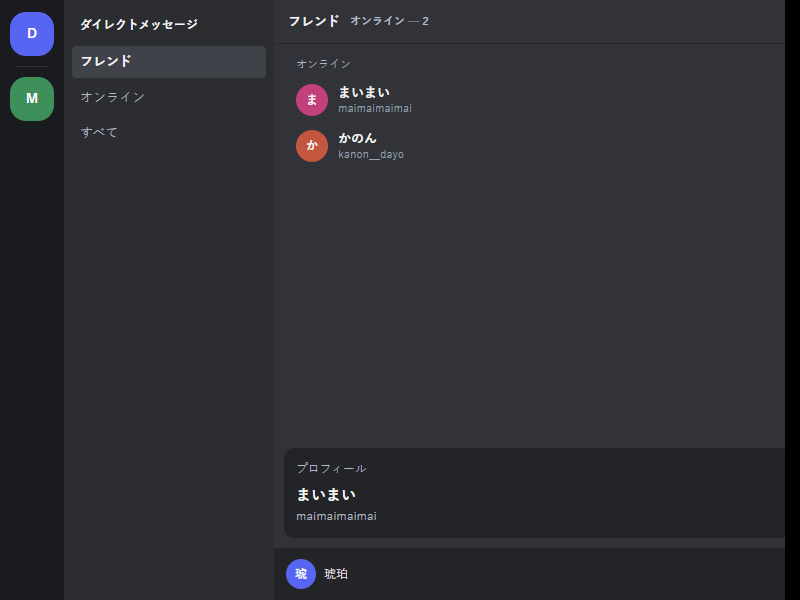 D
M
ダイレクトメッセージ
フレンド
オンライン
すべて
フレンド オンライン — 2
オンライン
ま
まいまい
maimaimaimai
か
かのん
kanon__dayo
プロフィール
まいまい
maimaimaimai
琥 琥珀